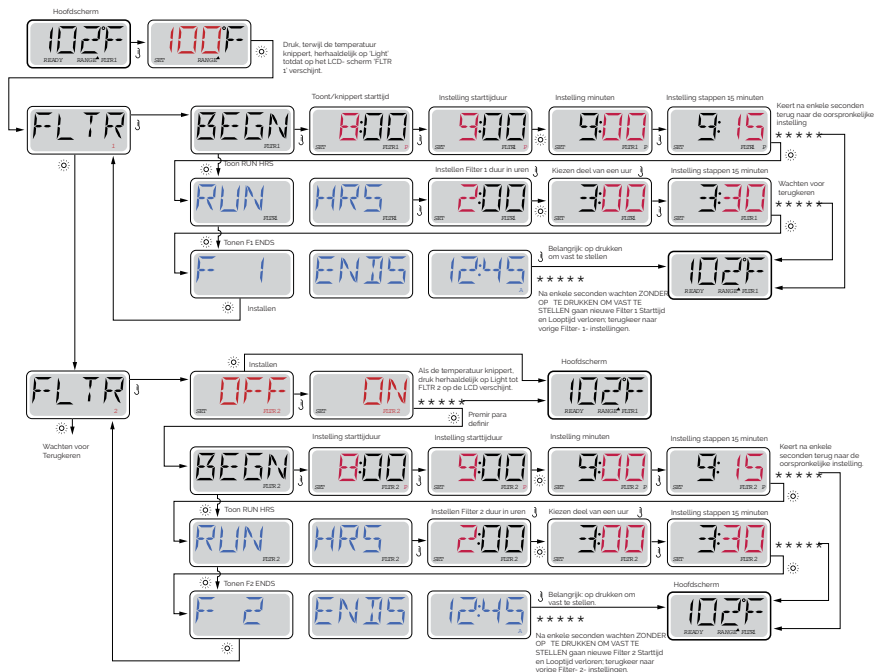 Hoofdscherm
102°F
READY RANGE FLTR1
100°F
SET RANGE
Druk, terwijl de temperatuur
knippert, herhaaldelijk op 'Light'
totdat op het LCD- scherm 'FLTR
1' verschijnt.
FLTR
1
BEGN
FLTR1
Toont/knippert starttijd
8:00
SET FLTR1 P
Instelling starttijduur
9:00
SET FLTR1 P
Instelling minuten
9:00
SET FLTR1 P
Instelling stappen 15 minuten
9:15
SET FLTR1 P
Keert na enkele seconden
terug naar de oorspronkelijke
instelling
* * * * *
Toon RUN HRS
RUN
FLTR1
HRS
Instellen Filter 1 duur in uren
2:00
SET FLTR1
Kiezen deel van een uur
3:00
SET FLTR1
Instelling stappen 15 minuten
3:30
SET FLTR1
Wachten voor
terugkeren
* * * * *
Tonen F1 ENDS
F 1
ENDS
12:45
A
Belangrijk: op drukken
om vast te stellen
* * * * *
Na enkele seconden wachten ZONDER
OP TE DRUKKEN OM VAST TE
STELLEN gaan nieuwe Filter 1 Starttijd
en Looptijd verloren; terugkeer naar
vorige Filter- 1- instellingen.
102°F
READY RANGE FLTR1
Installen
FLTR
2
Wachten voor
Terugkeren
Installen
OFF
SET FLTR2
ON
SET FLTR2
Als de temperatuur knippert,
druk herhaaldelijk op Light tot
FLTR 2 op de LCD verschijnt.
* * * * *
Premir para
definir
Hoofdscherm
102°F
READY RANGE FLTR1
BEGN
FLTR2
Instelling starttijduur
8:00
SET FLTR2 P
Instelling starttijduur
9:00
SET FLTR2 P
Instelling minuten
9:00
SET FLTR2 P
Instelling stappen 15 minuten
9:15
SET FLTR2 P
Keert na enkele
seconden terug naar de
oorspronkelijke instelling.
* * * * *
Toon RUN HRS
RUN
FLTR2
HRS
Instellen Filter 2 duur in uren
2:00
SET FLTR2
Kiezen deel van een uur
3:00
SET FLTR2
Instelling stappen 15 minuten
3:30
SET FLTR2
* * * * *
Tonen F2 ENDS
F 2
ENDS
12:45
A
Belangrijk: op drukken om
vast te stellen.
* * * * *
Na enkele seconden wachten ZONDER
OP TE DRUKKEN OM VAST TE
STELLEN gaan nieuwe Filter 2 Starttijd
en Looptijd verloren; terugkeer naar
vorige Filter- 2- instellingen.
Hoofdscherm
102°F
READY RANGE FLTR1